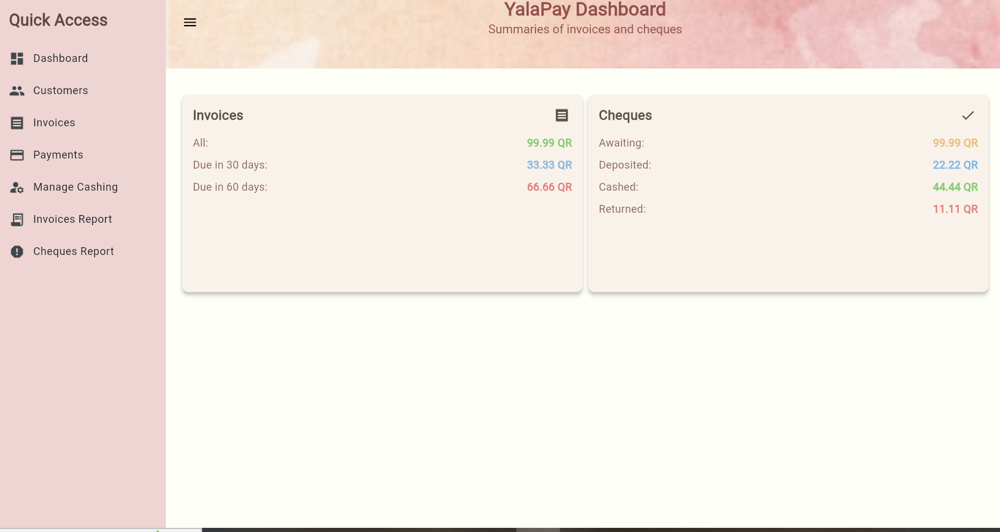 Quick Access
Dashboard
Customers
Invoices
Payments
Manage Cashing
Invoices Report
Cheques Report
YalaPay Dashboard
Summaries of invoices and cheques
Invoices
All: 99.99 QR
Due in 30 days: 33.33 QR
Due in 60 days: 66.66 QR
Cheques
Awaiting: 99.99 QR
Deposited: 22.22 QR
Cashed: 44.44 QR
Returned: 11.11 QR